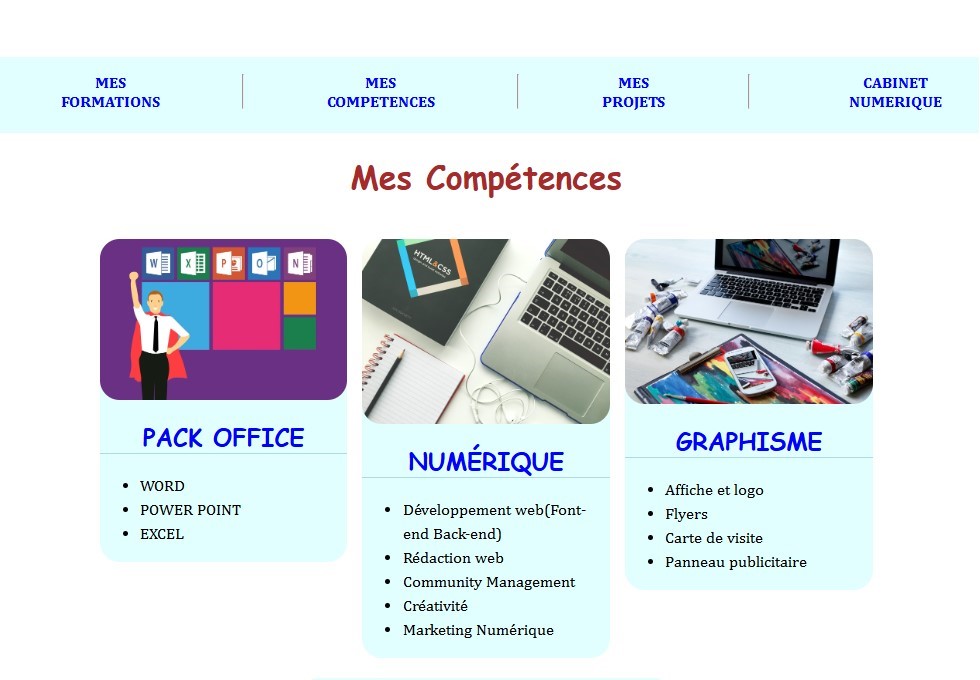 MES
FORMATIONS
MES
COMPETENCES
MES
PROJETS
CABINET
NUMERIQUE
Mes Compétences
W X P O N
HTML&CSS
PACK OFFICE
WORD
POWER POINT
EXCEL
NUMÉRIQUE
Développement web(Font-
end Back-end)
Rédaction web
Community Management
Créativité
Marketing Numérique
GRAPHISME
Affiche et logo
Flyers
Carte de visite
Panneau publicitaire